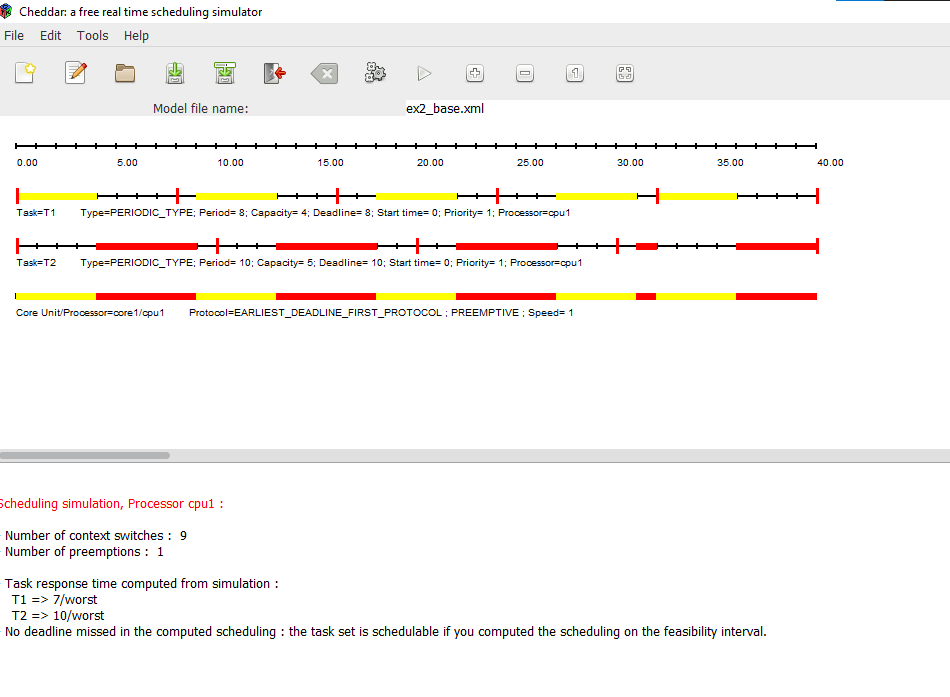 Cheddar: a free real time scheduling simulator
File Edit Tools Help
1
Model file name: ex2_base.xml
0.00 5.00 10.00 15.00 20.00 25.00 30.00 35.00 40.00
Task=T1 Type=PERIODIC_TYPE; Period= 8; Capacity= 4; Deadline= 8; Start time= 0; Priority= 1; Processor=cpu1
Task=T2 Type=PERIODIC_TYPE; Period= 10; Capacity= 5; Deadline= 10; Start time= 0; Priority= 1; Processor=cpu1
Core Unit/Processor=core1/cpu1 Protocol=EARLIEST_DEADLINE_FIRST_PROTOCOL ; PREEMPTIVE ; Speed= 1
Scheduling simulation, Processor cpu1 :
Number of context switches : 9
Number of preemptions : 1
Task response time computed from simulation :
T1 => 7/worst
T2 => 10/worst
No deadline missed in the computed scheduling : the task set is schedulable if you computed the scheduling on the feasibility interval.